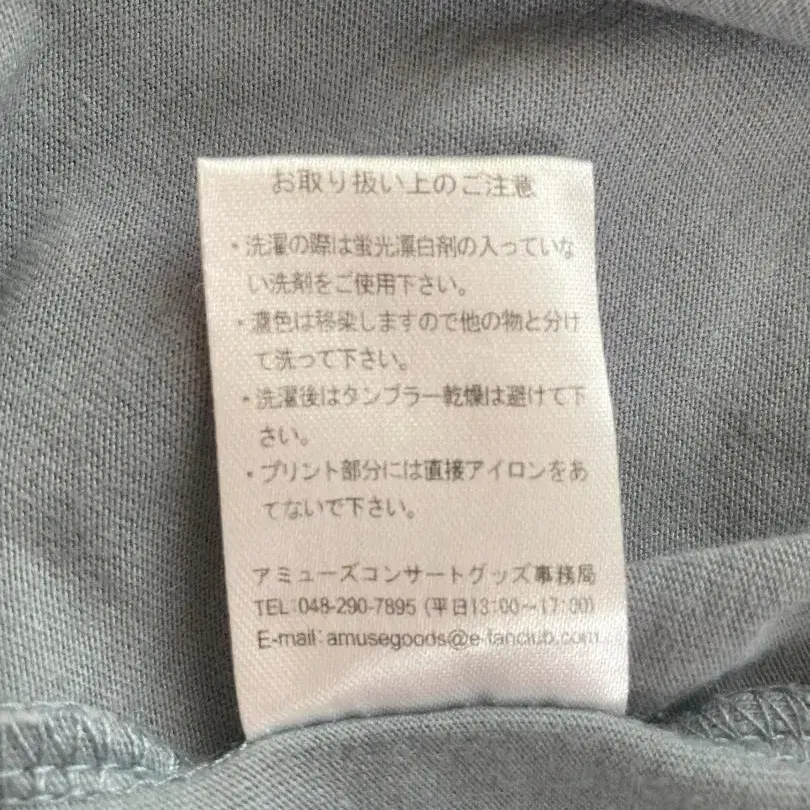 お取り扱い上のご注意
・洗濯の際は蛍光漂白剤の入っていな
い洗剤をご使用下さい。
・濃色は移染しますので他の物と分け
て洗って下さい。
・洗濯後はタンブラー乾燥は避けて下
さい。
・プリント部分には直接アイロンをあ
てないで下さい。
アミューズコンサートグッズ事務局
TEL:048-290-7895 (平日13:00~17:00)
E-mail:amusegoods@e-fanclub.com